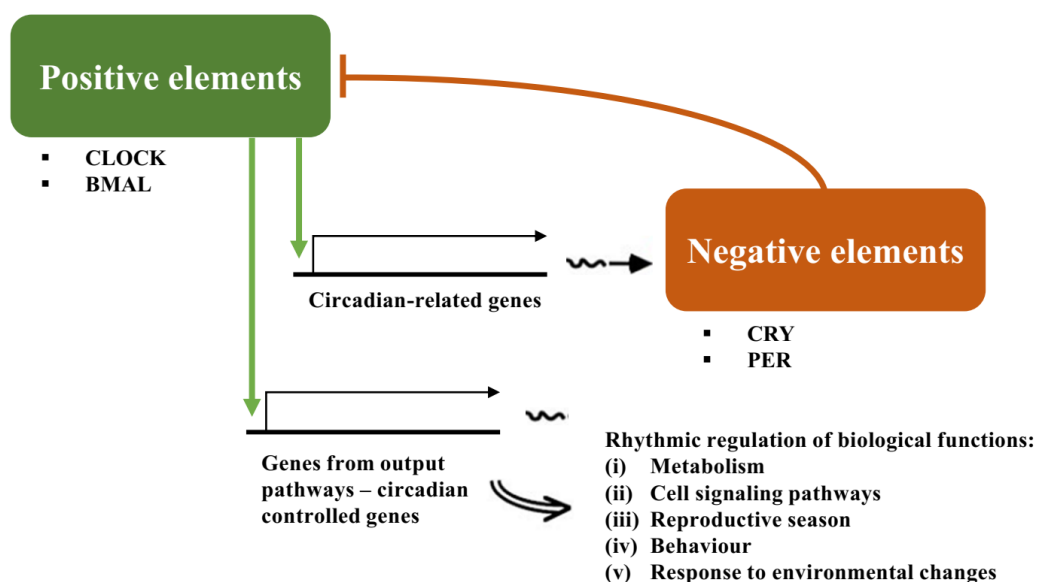 Positive elements
▪ CLOCK
▪ BMAL
Negative elements
Circadian-related genes
▪ CRY
▪ PER
Genes from output
pathways – circadian
controlled genes
Rhythmic regulation of biological functions:
(i) Metabolism
(ii) Cell signaling pathways
(iii) Reproductive season
(iv) Behaviour
(v) Response to environmental changes